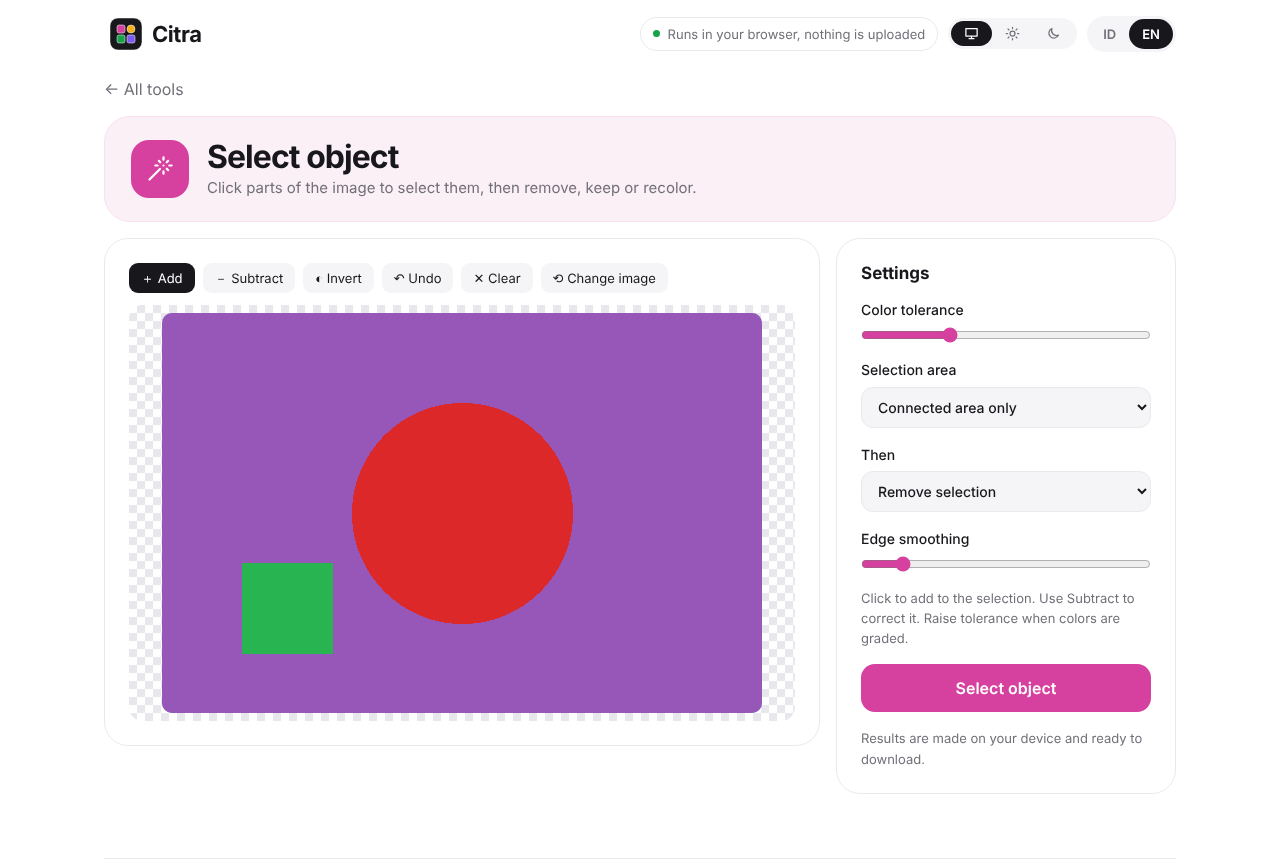 Citra
Runs in your browser, nothing is uploaded
ID EN
← All tools
Select object
Click parts of the image to select them, then remove, keep or recolor.
+ Add − Subtract Invert ↶ Undo ✕ Clear ⟲ Change image
Settings
Color tolerance
Selection area
Connected area only
Then
Remove selection
Edge smoothing
Click to add to the selection. Use Subtract to
correct it. Raise tolerance when colors are
graded.
Select object
Results are made on your device and ready to
download.